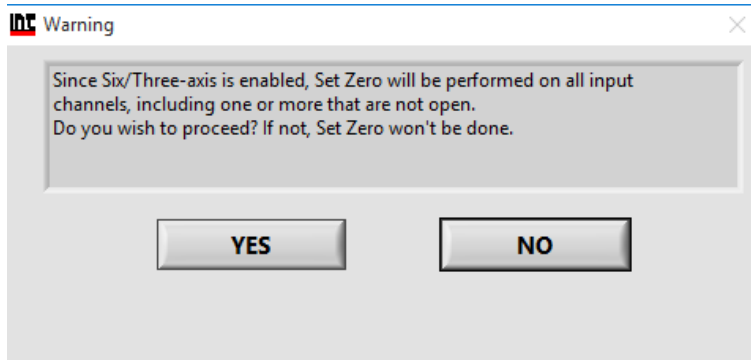 Warning
Since Six/Three-axis is enabled, Set Zero will be performed on all input
channels, including one or more that are not open.
Do you wish to proceed? If not, Set Zero won't be done.
YES NO